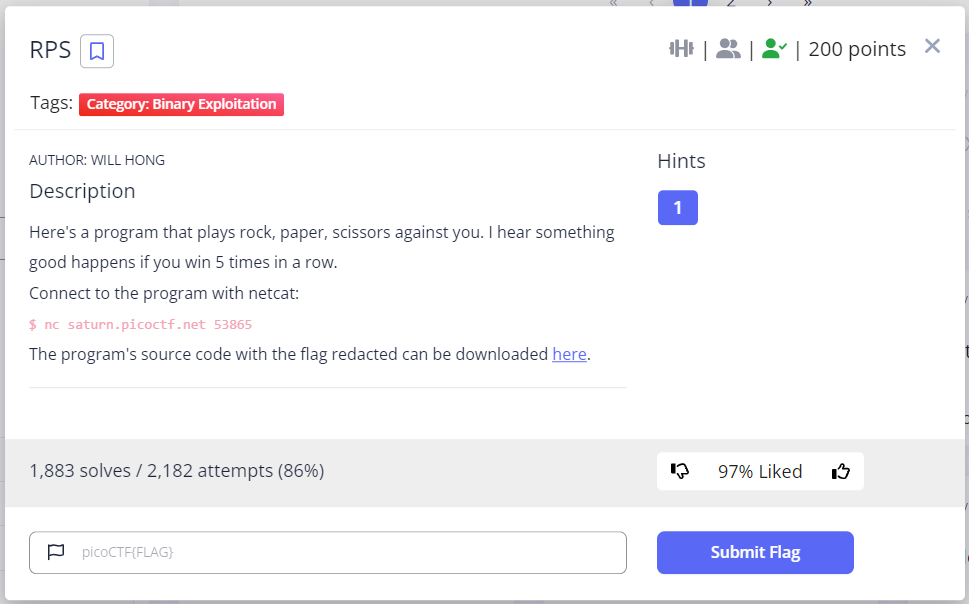 « ‹ 1 2 › »
RPS
| | | 200 points
Tags: Category: Binary Exploitation
AUTHOR: WILL HONG
Description
Here's a program that plays rock, paper, scissors against you. I hear something
good happens if you win 5 times in a row.
Connect to the program with netcat:
$ nc saturn.picoctf.net 53865
The program's source code with the flag redacted can be downloaded here.
Hints
1
1,883 solves / 2,182 attempts (86%)
97% Liked
picoCTF{FLAG}
Submit Flag